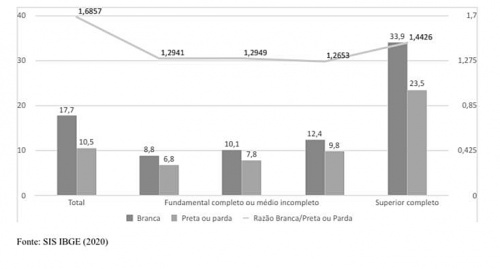 40 1,6857 1,7
33,9 1,4426
1,2941 1,2949 1,2653
30 1,275
23,5
20 17,7 0,85
12,4
10,5 10,1 9,8
10 8,8 7,8 0,425
6,8
0 0
Total Fundamental completo ou médio incompleto Superior completo
Branca Preta ou parda Razão Branca/Preta ou Parda
Fonte: SIS IBGE (2020)